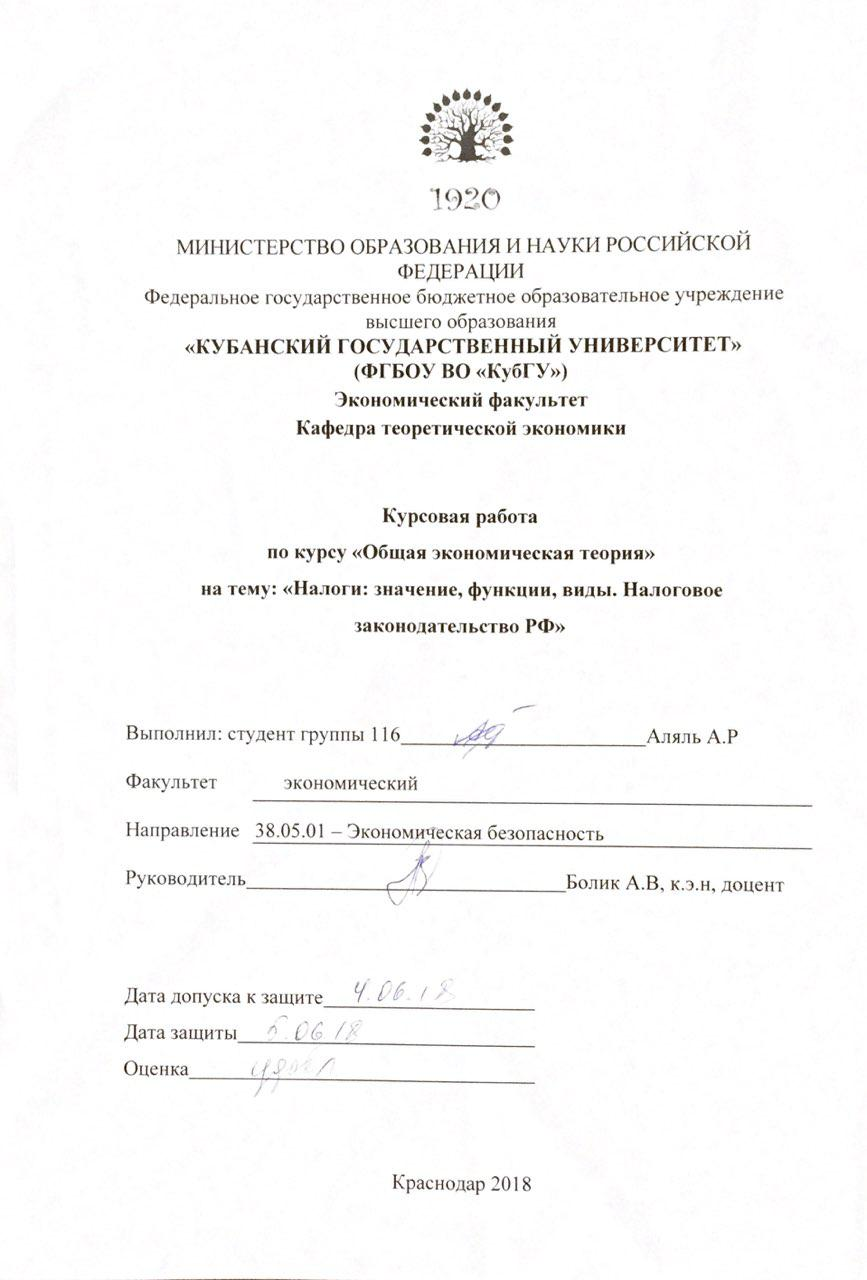 1920
МИНИСТЕРСТВО ОБРАЗОВАНИЯ И НАУКИ РОССИЙСКОЙ
ФЕДЕРАЦИИ
Федеральное государственное бюджетное образовательное учреждение
высшего образования
«КУБАНСКИЙ ГОСУДАРСТВЕННЫЙ УНИВЕРСИТЕТ»
(ФГБОУ ВО «КубГУ»)
Экономический факультет
Кафедра теоретической экономики
Курсовая работа
по курсу «Общая экономическая теория»
на тему: «Налоги: значение, функции, виды. Налоговое
законодательство РФ»
Выполнил: студент группы 116 Аляль А.Р
Факультет экономический
Направление 38.05.01 – Экономическая безопасность
Руководитель Болик А.В, к.э.н, доцент
Дата допуска к защите 4.06.18
Дата защиты 5.06.18
Оценка
Краснодар 2018